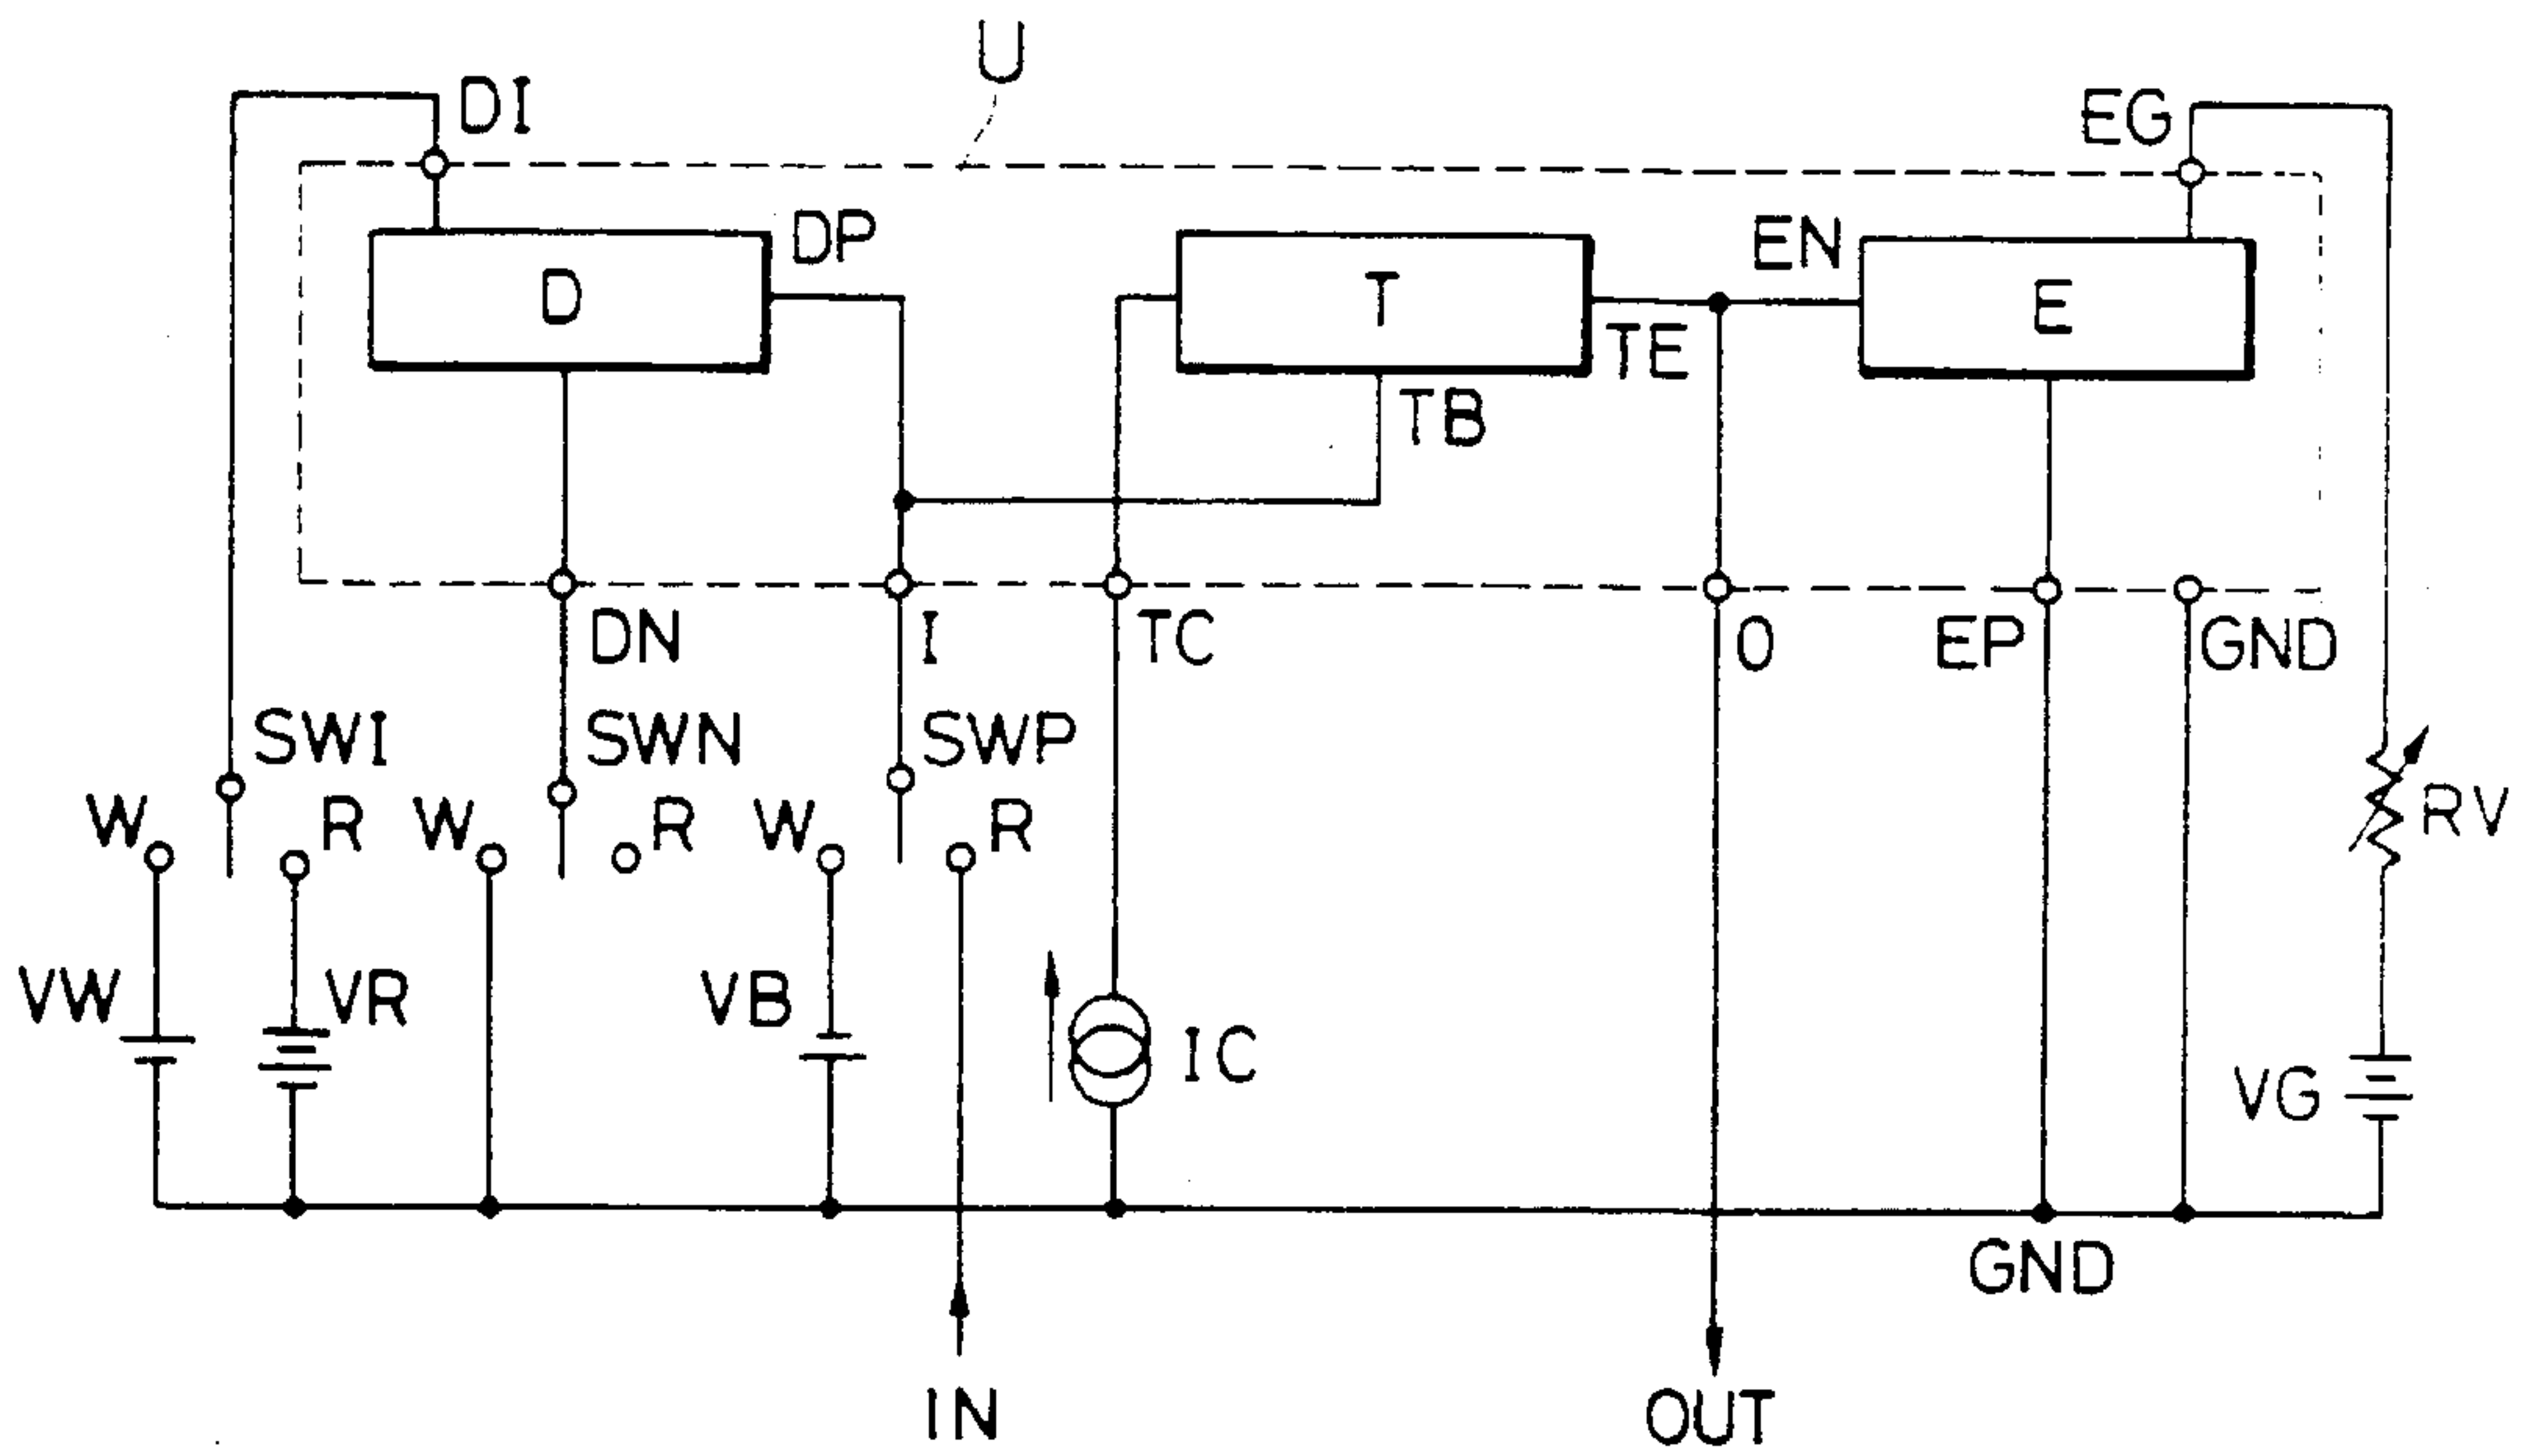 U
DI
EG
DP
EN
D
T
E
TE
TB
DN
I
TC
O
EP
GND
SWI
SWN
SWP
W
R
W
R
W
R
RV
VW
VR
VB
IC
VG
GND
IN
OUT